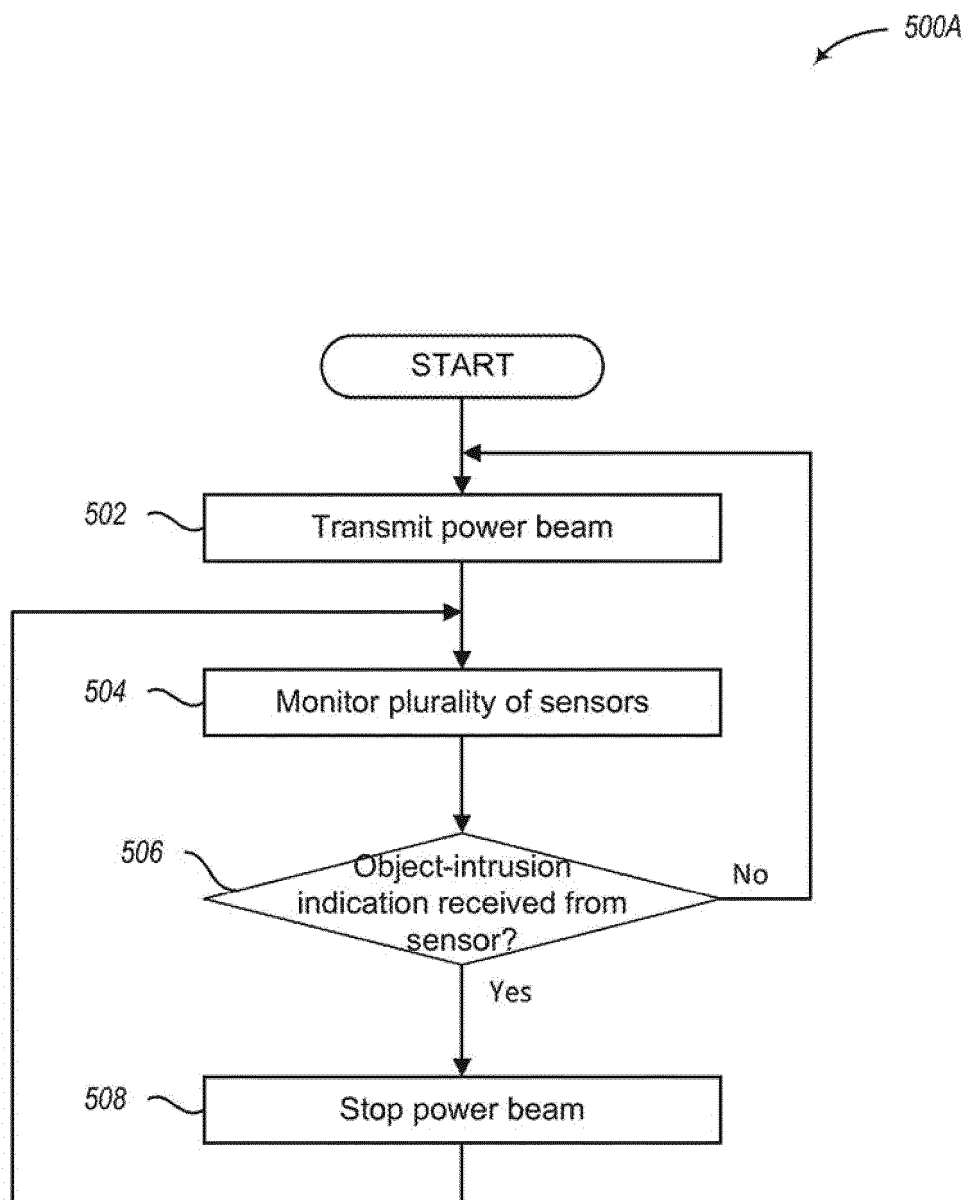 500A
START
502
Transmit power beam
504
Monitor plurality of sensors
506
Object-intrusion
indication received from
sensor?
No
Yes
508
Stop power beam